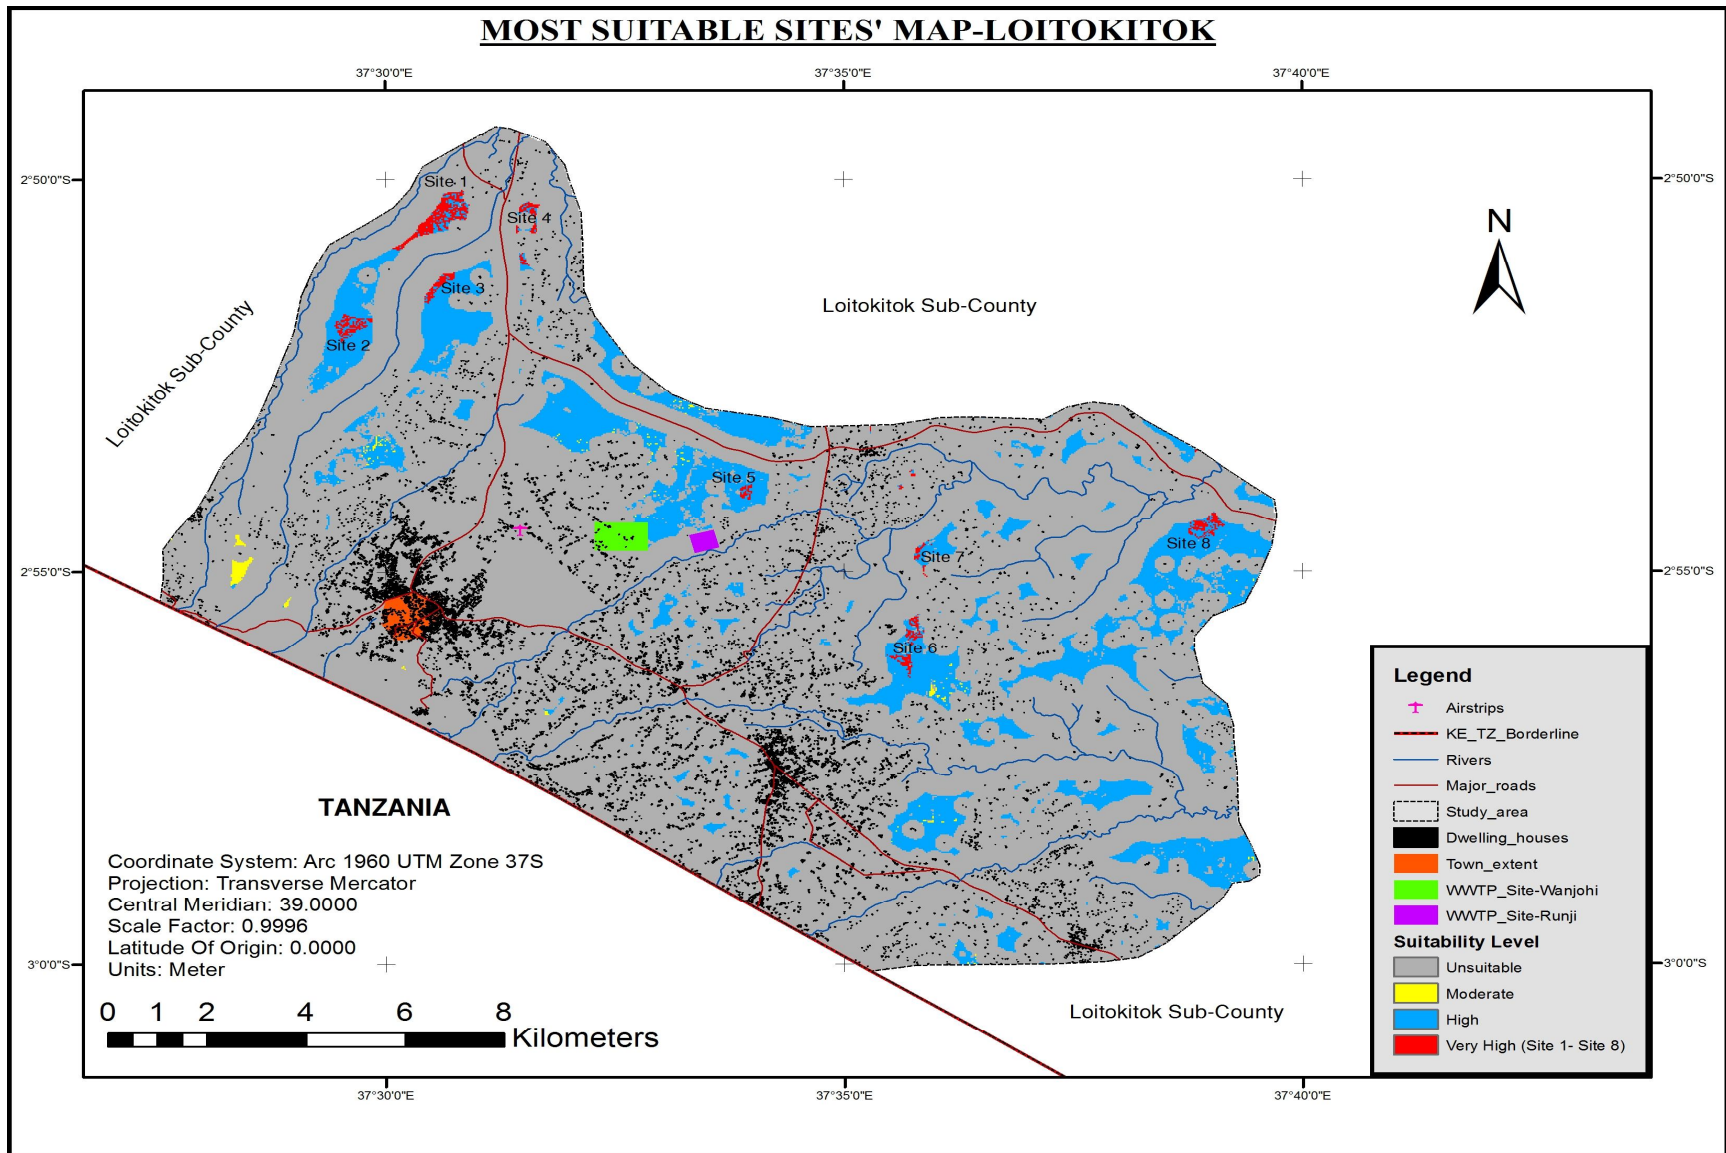 MOST SUITABLE SITES' MAP-LOITOKITOK
37°30'0"E
37°35'0"E
37°40'0"E
2°50'0"S
2°50'0"S
Site 1
Site 4
N
Site 3
Loitokitok Sub-County
Loitokitok Sub-County
Site 2
Site 5
Site 8
Site 7
2°55'0"S
2°55'0"S
Site 6
TANZANIA
Coordinate System: Arc 1960 UTM Zone 37S
Projection: Transverse Mercator
Central Meridian: 39.0000
Scale Factor: 0.9996
Latitude Of Origin: 0.0000
Units: Meter
0 1 2 4 6 8
Kilometers
Legend
Airstrips
KE_TZ_Borderline
Rivers
Major_roads
Study_area
Dwelling_houses
Town_extent
WWTP_Site-Wanjohi
WWTP_Site-Runji
Suitability Level
Unsuitable
Moderate
High
Very High (Site 1- Site 8)
3°0'0"S
3°0'0"S
Loitokitok Sub-County
37°30'0"E
37°35'0"E
37°40'0"E